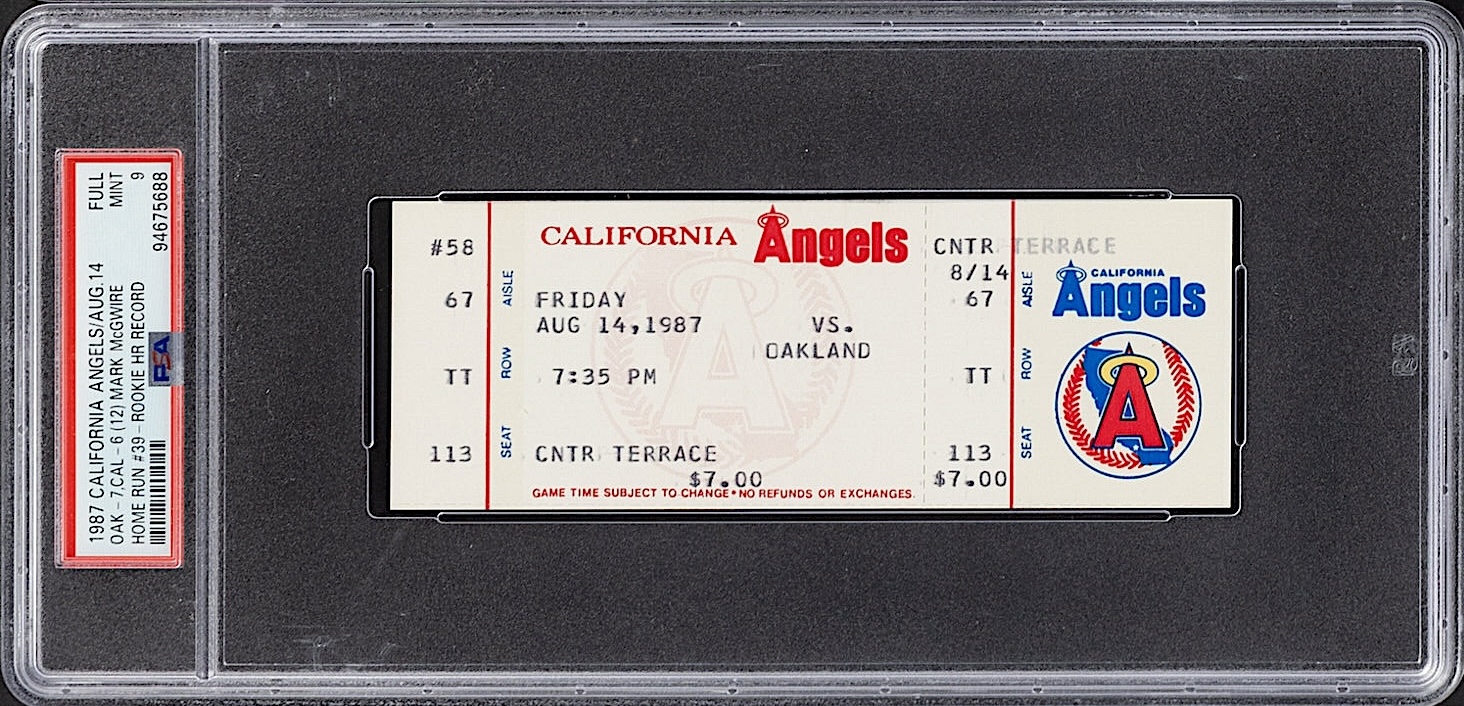 1987 CALIFORNIA ANGELS/AUG.14 FULL
OAK - 7,CAL - 6 (12) MARK McGWIRE MINT
HOME RUN #39 - ROOKIE HR RECORD 9
94675688
PSA
#58
67
TT
113
AISLE
ROW
SEAT
CALIFORNIA Angels
FRIDAY
AUG 14,1987 VS.
OAKLAND
7:35 PM
CNTR TERRACE
$7.00
GAME TIME SUBJECT TO CHANGE • NO REFUNDS OR EXCHANGES.
CNTR TERRACE
8/14
67
TT
113
$7.00
AISLE
ROW
SEAT
CALIFORNIA
Angels
A